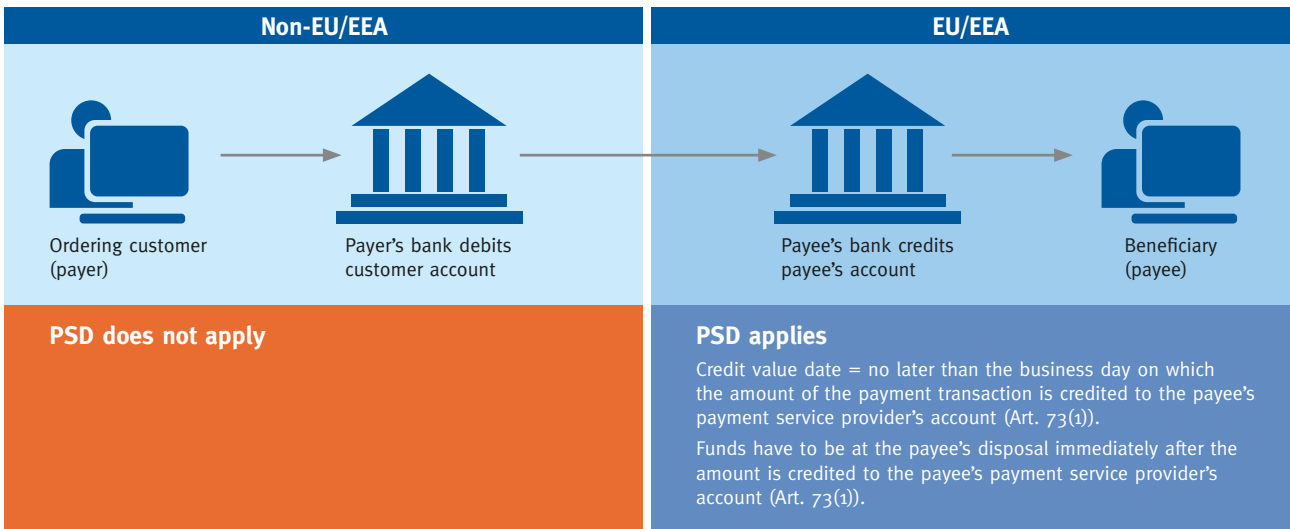 Non-EU/EEA
EU/EEA
Ordering customer
(payer)
Payer's bank debits
customer account
Payee's bank credits
payee's account
Beneficiary
(payee)
PSD does not apply
PSD applies
Credit value date = no later than the business day on which
the amount of the payment transaction is credited to the payee's
payment service provider's account (Art. 73(1)).
Funds have to be at the payee's disposal immediately after the
amount is credited to the payee's payment service provider's
account (Art. 73(1)).